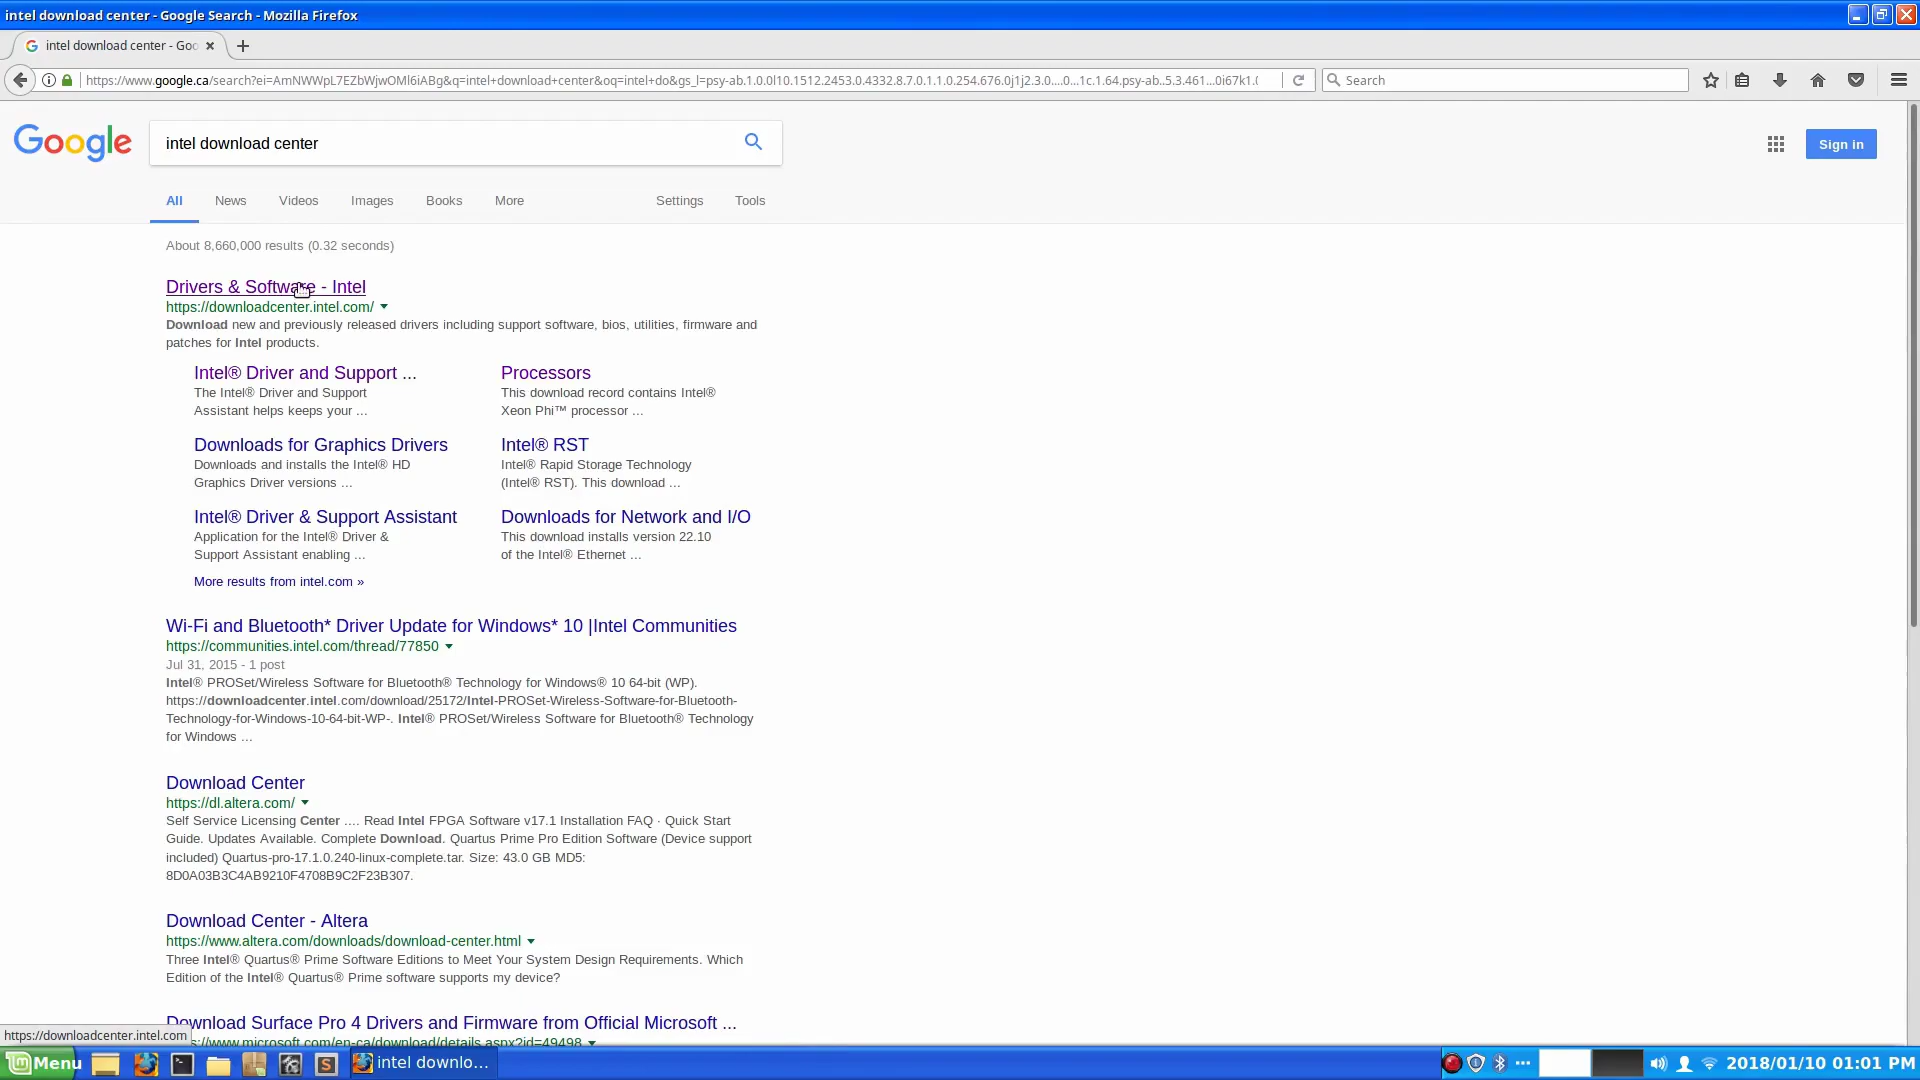 intel download center - Google Search - Mozilla Firefox
intel download center - Goo
https://www.google.ca/search?ei=AmNWWpL7EZbWjwOMl6iABg&q=intel+download+center&oq=intel+do&gs_l=psy-ab.1.0.0l10.1512.2453.0.4332.8.7.0.1.1.0.254.676.0j1j2.3.0....0...1c.1.64.psy-ab..5.3.461...0i67k1.0
Search
Google
intel download center
Sign in
All News Videos Images Books More Settings Tools
About 8,660,000 results (0.32 seconds)
Drivers & Software - Intel
https://downloadcenter.intel.com/
Download new and previously released drivers including support software, bios, utilities, firmware and
patches for Intel products.
Intel® Driver and Support ...
The Intel® Driver and Support
Assistant helps keeps your ...
Processors
This download record contains Intel®
Xeon Phi™ processor ...
Downloads for Graphics Drivers
Downloads and installs the Intel® HD
Graphics Driver versions ...
Intel® RST
Intel® Rapid Storage Technology
(Intel® RST). This download ...
Intel® Driver & Support Assistant
Application for the Intel® Driver &
Support Assistant enabling ...
Downloads for Network and I/O
This download installs version 22.10
of the Intel® Ethernet ...
More results from intel.com »
Wi-Fi and Bluetooth* Driver Update for Windows* 10 |Intel Communities
https://communities.intel.com/thread/77850
Jul 31, 2015 - 1 post
Intel® PROSet/Wireless Software for Bluetooth® Technology for Windows® 10 64-bit (WP).
https://downloadcenter.intel.com/download/25172/Intel-PROSet-Wireless-Software-for-Bluetooth-
Technology-for-Windows-10-64-bit-WP-. Intel® PROSet/Wireless Software for Bluetooth® Technology
for Windows ...
Download Center
https://dl.altera.com/
Self Service Licensing Center .... Read Intel FPGA Software v17.1 Installation FAQ · Quick Start
Guide. Updates Available. Complete Download. Quartus Prime Pro Edition Software (Device support
included) Quartus-pro-17.1.0.240-linux-complete.tar. Size: 43.0 GB MD5:
8D0A03B3C4AB9210F4708B9C2F23B307.
Download Center - Altera
https://www.altera.com/downloads/download-center.html
Three Intel® Quartus® Prime Software Editions to Meet Your System Design Requirements. Which
Edition of the Intel® Quartus® Prime software supports my device?
Download Surface Pro 4 Drivers and Firmware from Official Microsoft ...
https://downloadcenter.intel.com
s://www.microsoft.com/en-ca/download/details.aspx?id=49498
Menu
intel downlo...
2018/01/10 01:01 PM